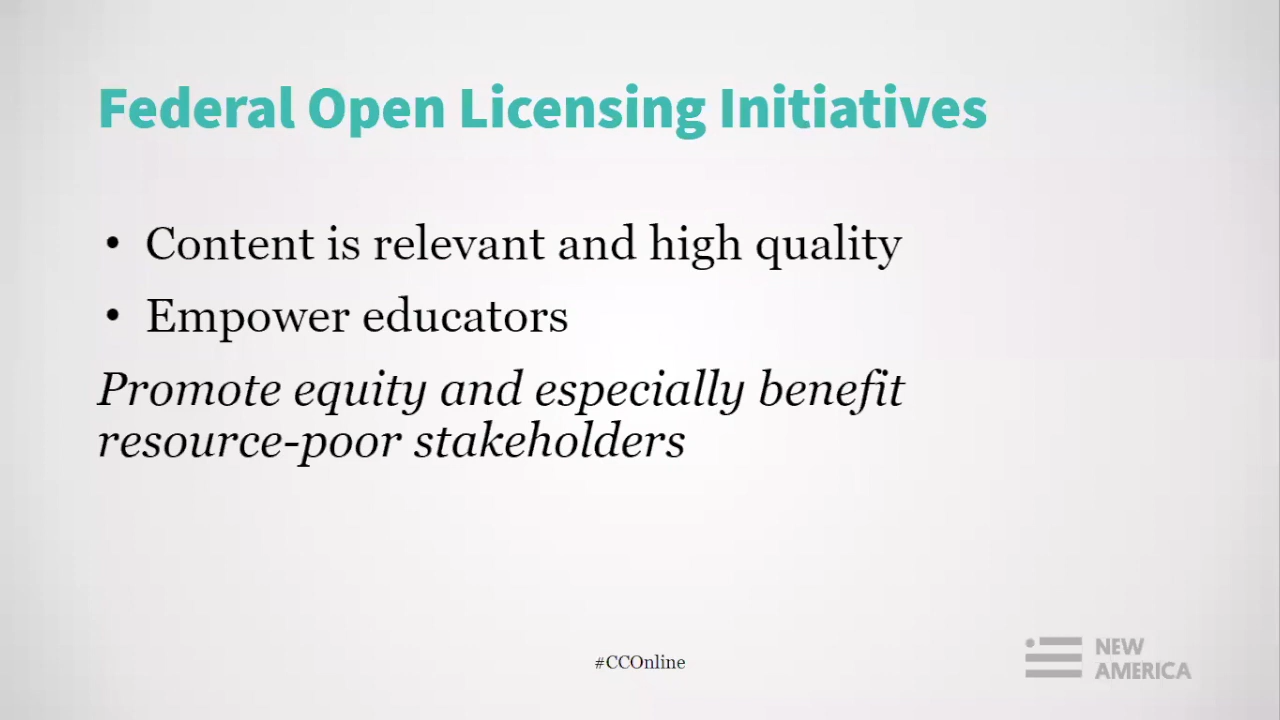 Federal Open Licensing Initiatives
• Content is relevant and high quality
• Empower educators
Promote equity and especially benefit
resource-poor stakeholders
#CCOnline
NEW
AMERICA